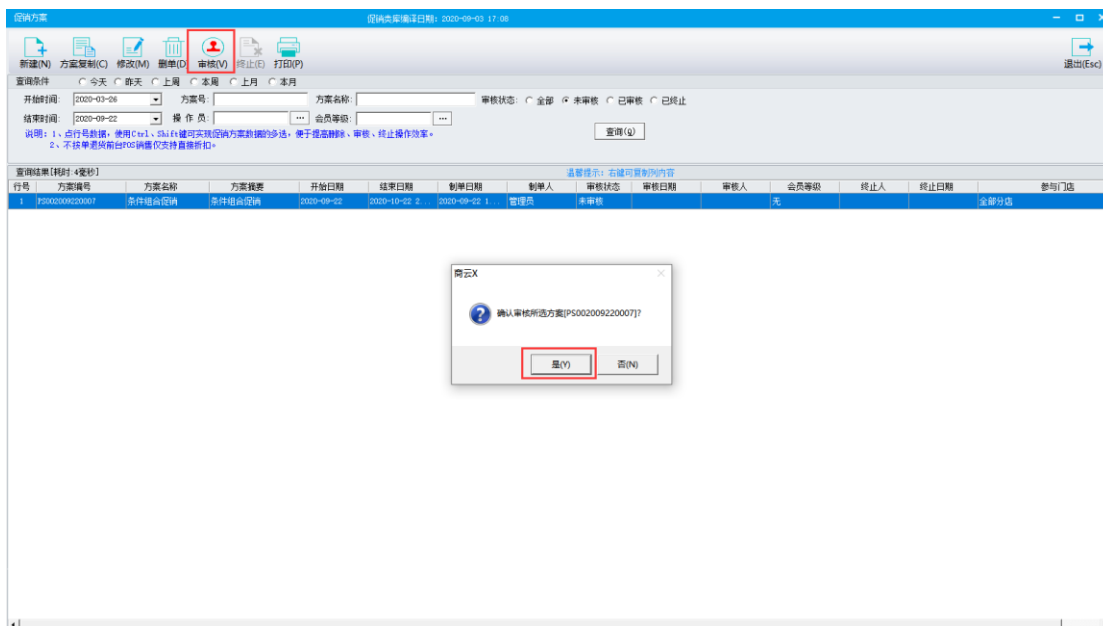 促销方案 促销类库编译日期: 2020-09-03 17:08
新建(N) 方案复制(C) 修改(M) 删单(D 审核(V) 终止(E) 打印(P) 退出(Esc)
查询条件 今天 昨天 上周 本周 上月 本月
开始时间: 2020-03-26 方案号: 方案名称: 审核状态: 全部 未审核 已审核 已终止
结束时间: 2020-09-22 操 作 员: ... 会员等级: ... 查询(Q)
说明: 1、点行号数据，使用Ctrl、Shift键可实现促销方案数据的多选，便于提高删除、审核、终止操作效率。
2、不按单退货前台POS销售仅支持直接折扣。
查询结果[耗时:4毫秒] 温馨提示: 右键可复制列内容
行号 方案编号 方案名称 方案摘要 开始日期 结束日期 制单日期 制单人 审核状态 审核日期 审核人 会员等级 终止人 终止日期 参与门店
1 PS002009220007 条件组合促销 条件组合促销 2020-09-22 2020-10-22 2... 2020-09-22 1... 管理员 未审核 无 全部分店
商云X
确认审核所选方案[PS002009220007]?
是(Y) 否(N)